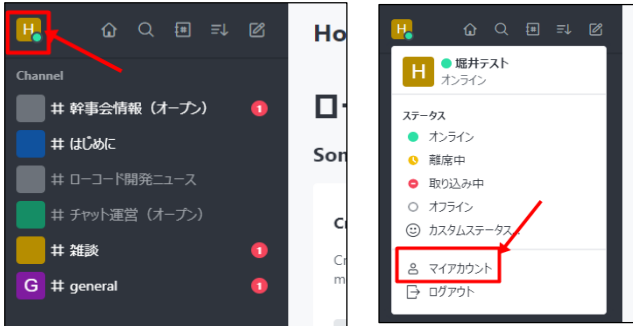 H
Channel
# 幹事会情報（オープン） 1
# はじめに
# ローコード開発ニュース
# チャット運営（オープン）
# 雑談 1
G # general 1
Ho
Son
H
H 堀井テスト
オンライン
ステータス
オンライン
離席中
取り込み中
オフライン
カスタムステータス...
マイアカウント
ログアウト